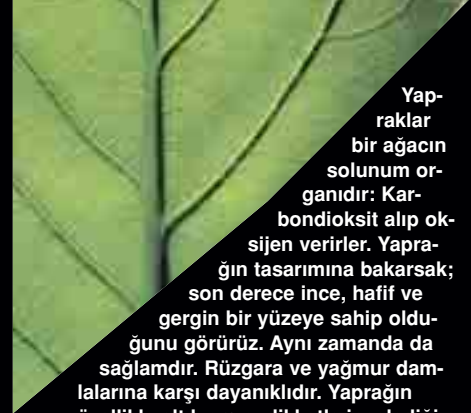 Yap-
raklar
bir ağacın
solunum or-
ganıdır: Kar-
bondioksit alıp ok-
sijen verirler. Yapra-
ğın tasarımına bakarsak;
son derece ince, hafif ve
gergin bir yüzeye sahip oldu-
ğunu görürüz. Aynı zamanda da
sağlamdır. Rüzgara ve yağmur dam-
lalarına karşı dayanıklıdır. Yaprağın